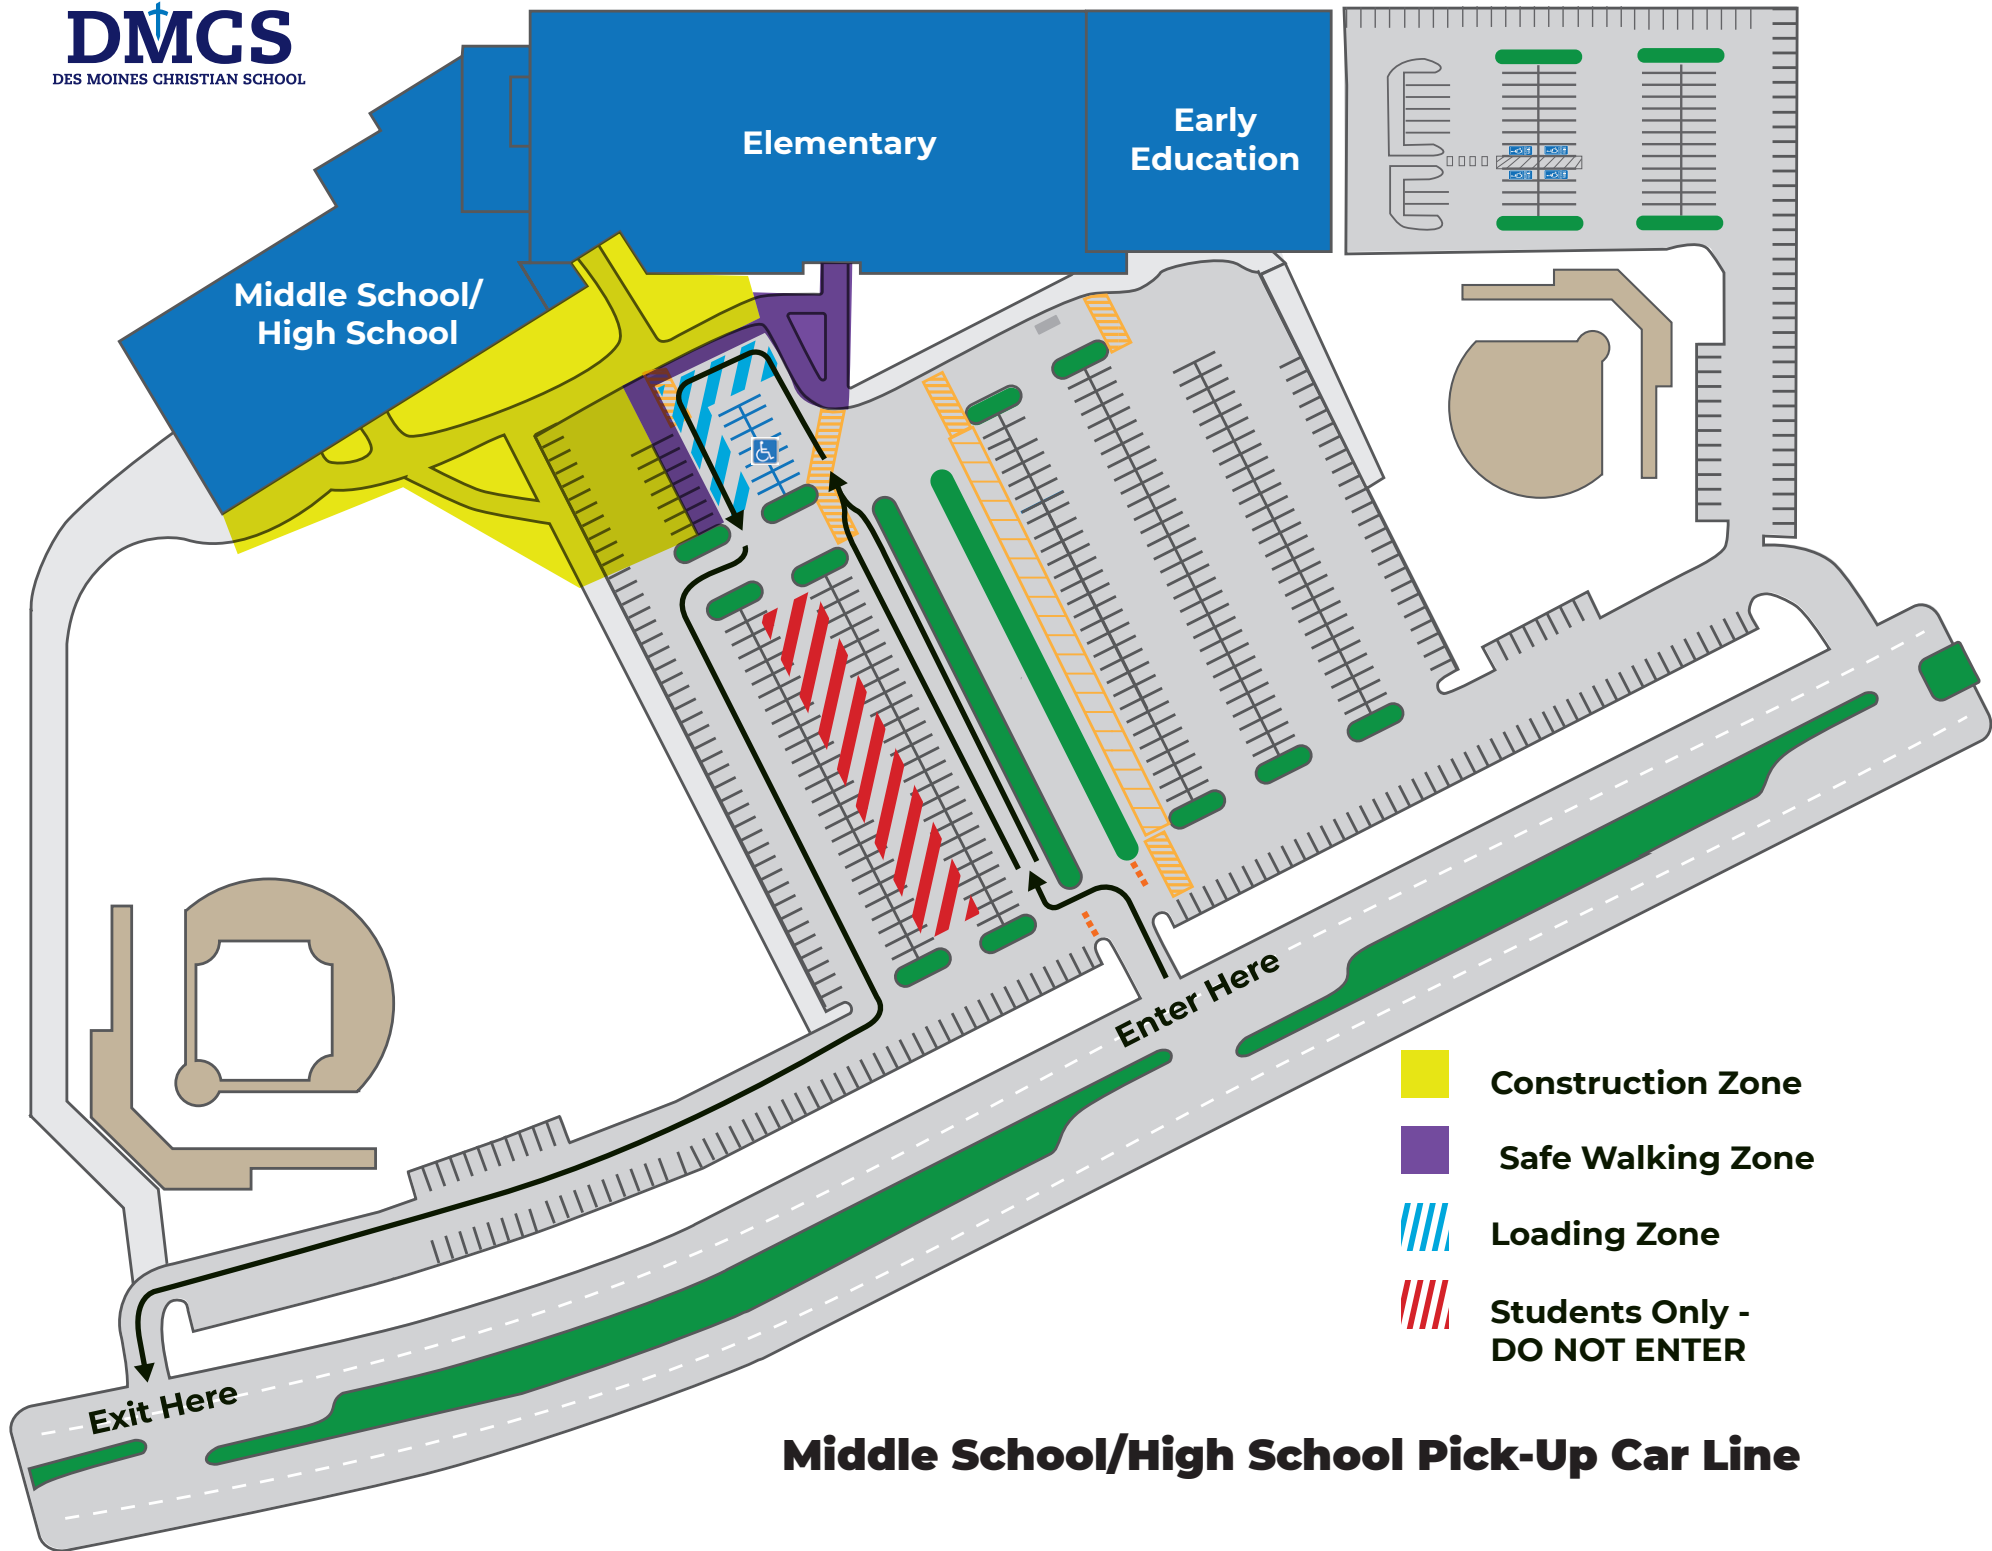 DMCS
DES MOINES CHRISTIAN SCHOOL
Elementary
Early
Education
Middle School/
High School
Enter Here
Exit Here
Construction Zone
Safe Walking Zone
Loading Zone
Students Only -
DO NOT ENTER
Middle School/High School Pick-Up Car Line